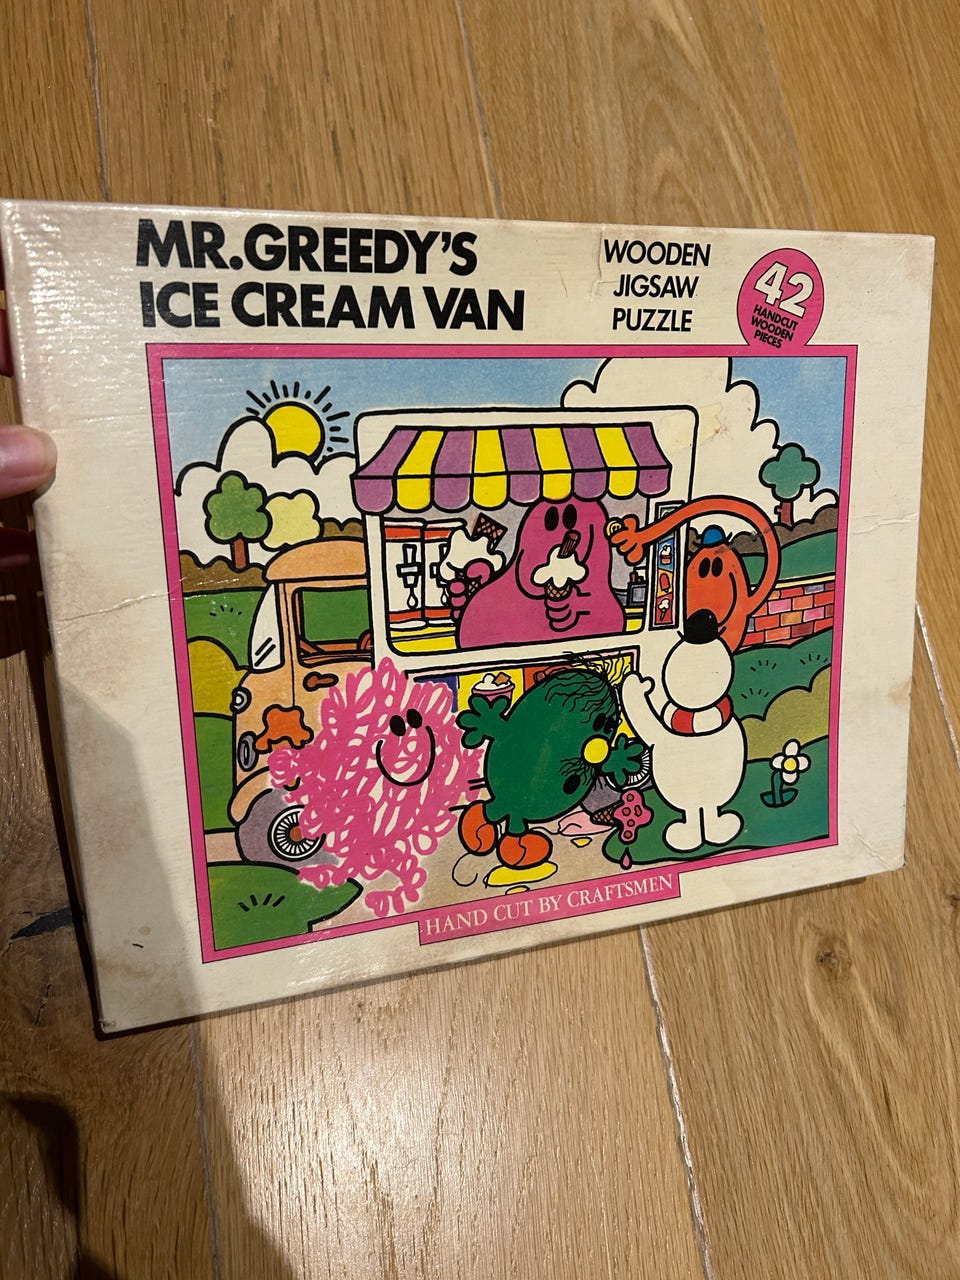 MR.GREEDY'S
ICE CREAM VAN
WOODEN
JIGSAW
PUZZLE
42
HANDCUT
WOODEN
PIECES
HAND CUT BY CRAFTSMEN